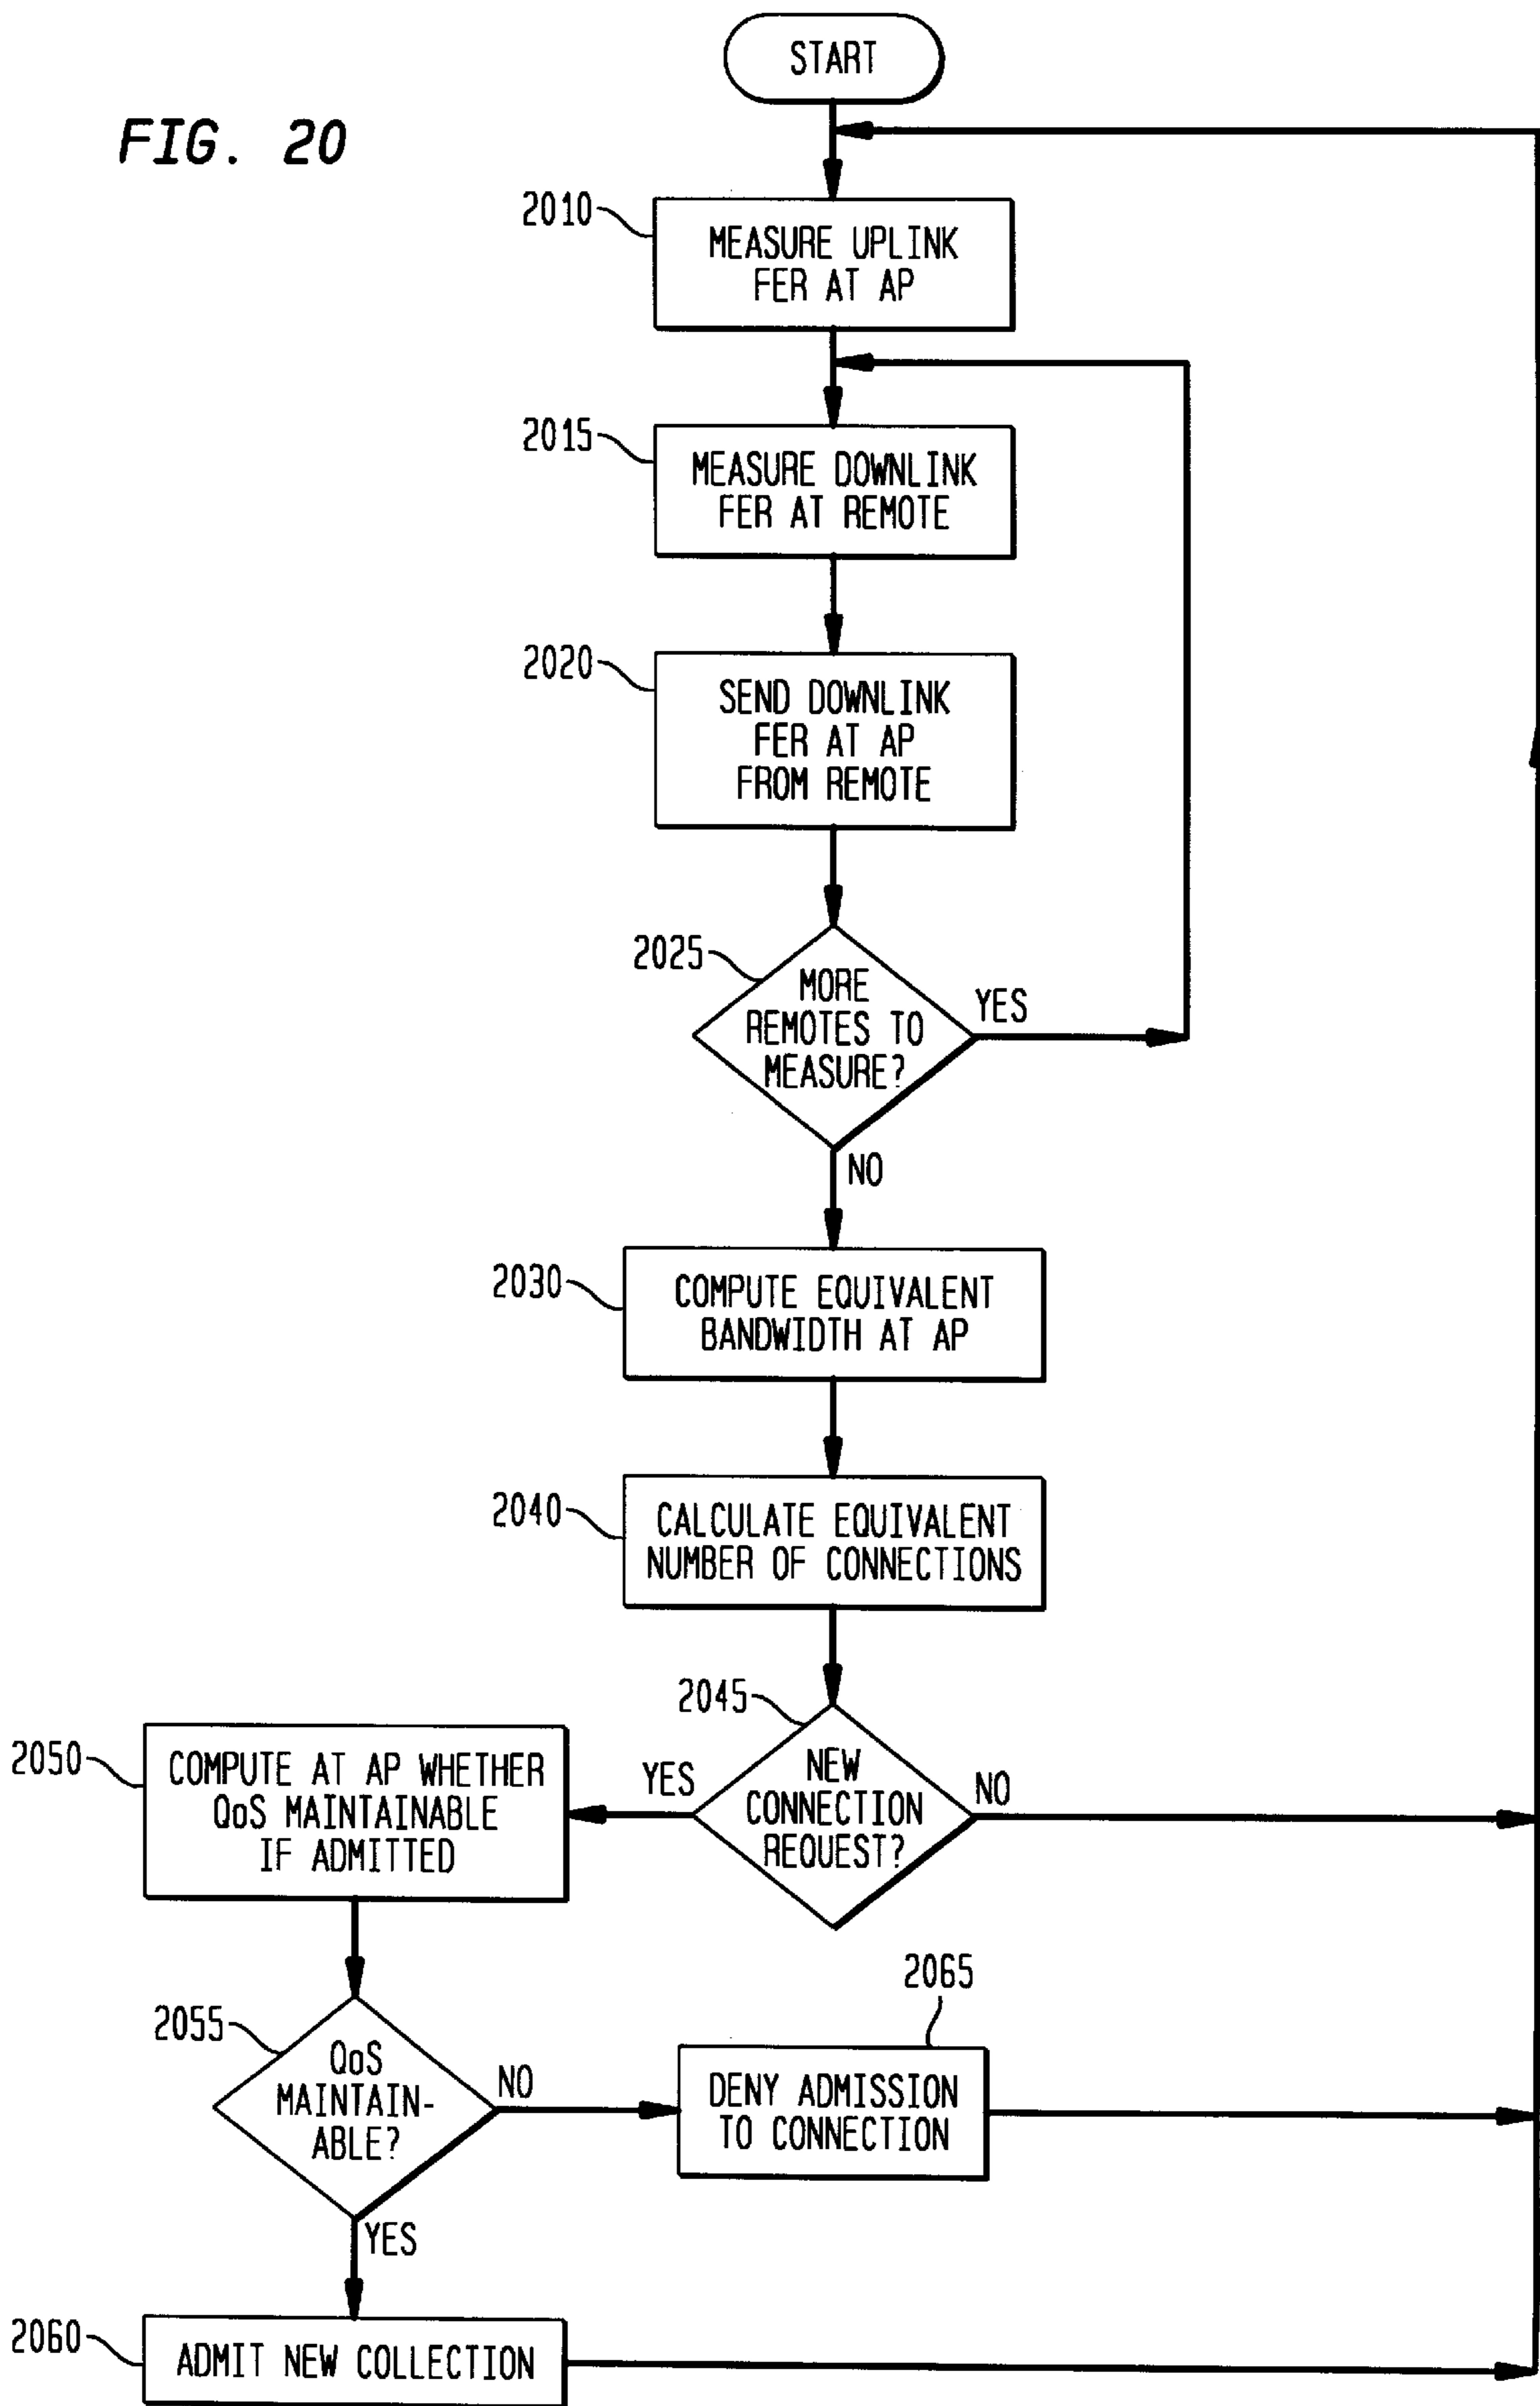 START
FIG. 20
2010
MEASURE UPLINK
FER AT AP
2015
MEASURE DOWNLINK
FER AT REMOTE
2020
SEND DOWNLINK
FER AT AP
FROM REMOTE
2025
MORE
REMOTES TO
MEASURE?
YES
NO
2030
COMPUTE EQUIVALENT
BANDWIDTH AT AP
2040
CALCULATE EQUIVALENT
NUMBER OF CONNECTIONS
2045
NEW
CONNECTION
REQUEST?
YES
NO
2050
COMPUTE AT AP WHETHER
QoS MAINTAINABLE
IF ADMITTED
2055
QoS
MAINTAIN-
ABLE?
NO
YES
2065
DENY ADMISSION
TO CONNECTION
2060
ADMIT NEW COLLECTION